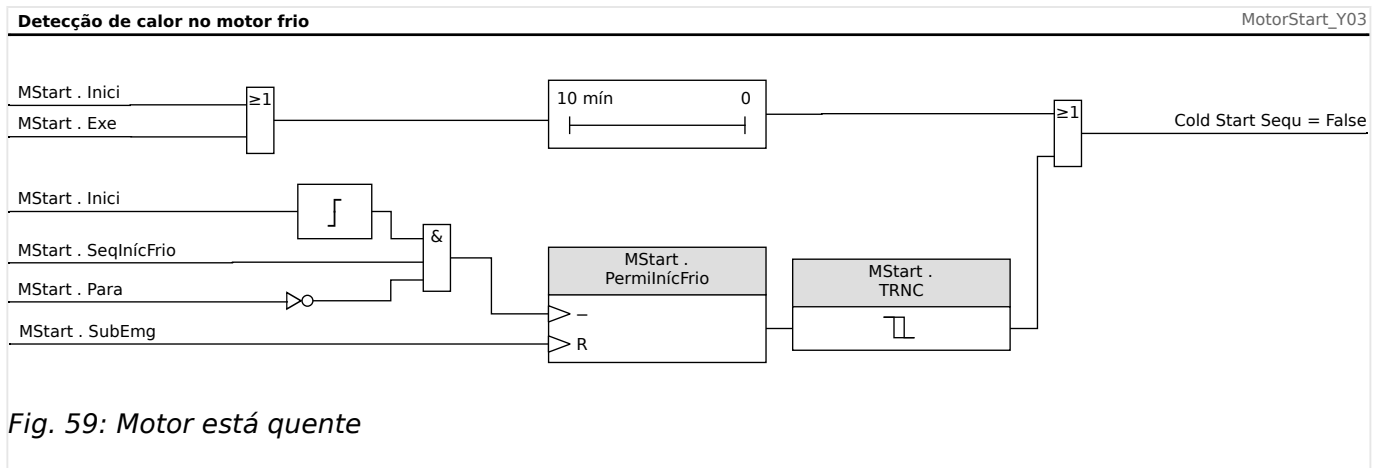 Detecção de calor no motor frio
MotorStart_Y03
MStart . Inici
≥1
10 mín 0
≥1
MStart . Exe
Cold Start Sequ = False
MStart . Inici
&
MStart . SeqInícFrio
MStart .
PermiInícFrio
MStart .
TRNC
MStart . Para
–
MStart . SubEmg
R
Fig. 59: Motor está quente